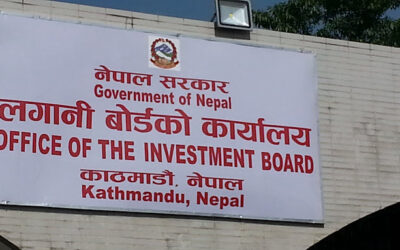 नेपाल सरकार
Government of Nepal
लगानी बोर्डको कार्यालय
OFFICE OF THE INVESTMENT BOARD
काठमाडौं, नेपाल
Kathmandu, Nepal